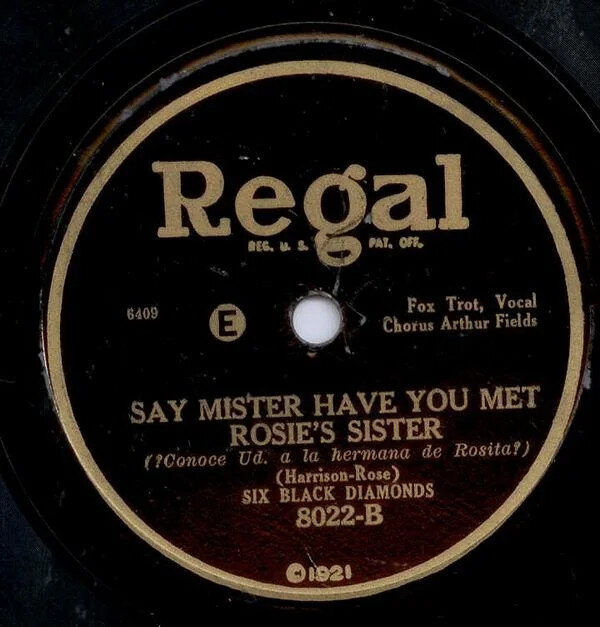 Regal
REG. U. S. PAT. OFF.
6409
E
Fox Trot, Vocal
Chorus Arthur Fields
SAY MISTER HAVE YOU MET
ROSIE'S SISTER
(?Conoce Ud. a la hermana de Rosita?)
(Harrison-Rose)
SIX BLACK DIAMONDS
8022-B
©1921